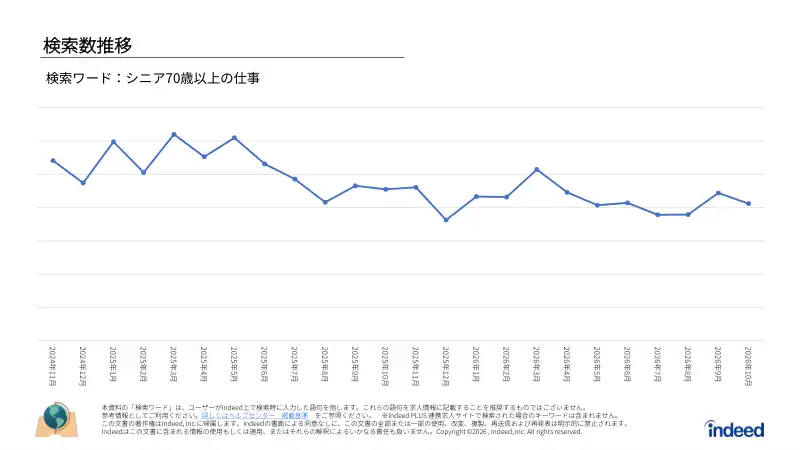 検索数推移
検索ワード：シニア70歳以上の仕事
2024年11月
2024年12月
2025年1月
2025年2月
2025年3月
2025年4月
2025年5月
2025年6月
2025年7月
2025年8月
2025年9月
2025年10月
2025年11月
2025年12月
2026年1月
2026年2月
2026年3月
2026年4月
2026年5月
2026年6月
2026年7月
2026年8月
2026年9月
2026年10月
本資料の「検索ワード」は、ユーザーがIndeed上で検索時に入力した語句を指します。これらの語句を求人情報に記載することを推奨するものではございません。
参考情報としてご利用ください。詳しくはヘルプセンター　掲載基準　をご参照ください。　※Indeed PLUS 連携求人サイトで検索された場合のキーワードは含まれません。
この文書の著作権はIndeed, Inc.に帰属します。Indeedの書面による同意なしに、この文書の全部または一部の使用、改変、複製、再送信および再発表は明示的に禁止されます。
Indeedはこの文書に含まれる情報の使用もしくは適用、またはそれらの解釈によるいかなる責任も負いません。Copyright ©2026 , Indeed, Inc. All rights reserved.
indeed